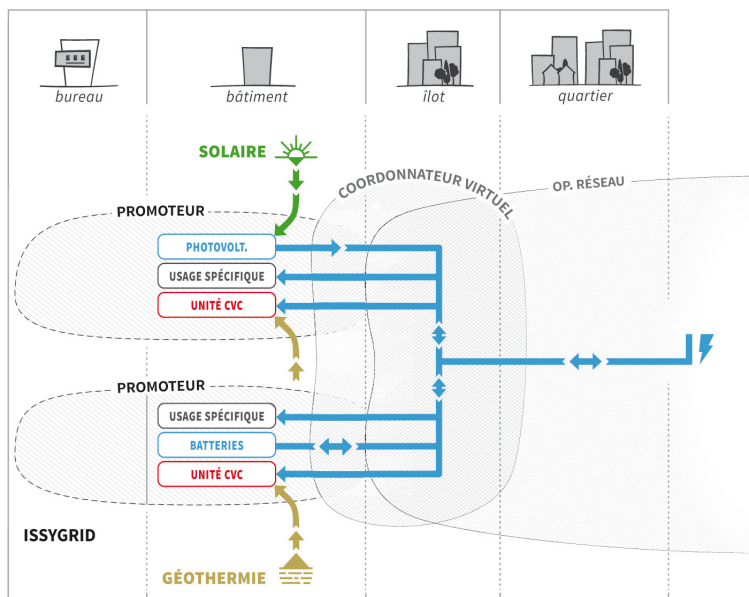 bureau
bâtiment
îlot
quartier
SOLAIRE
COORDONNATEUR VIRTUEL
OP. RÉSEAU
PROMOTEUR
PHOTOVOLT.
USAGE SPÉCIFIQUE
UNITÉ CVC
PROMOTEUR
USAGE SPÉCIFIQUE
BATTERIES
UNITÉ CVC
ISSYGRID
GÉOTHERMIE